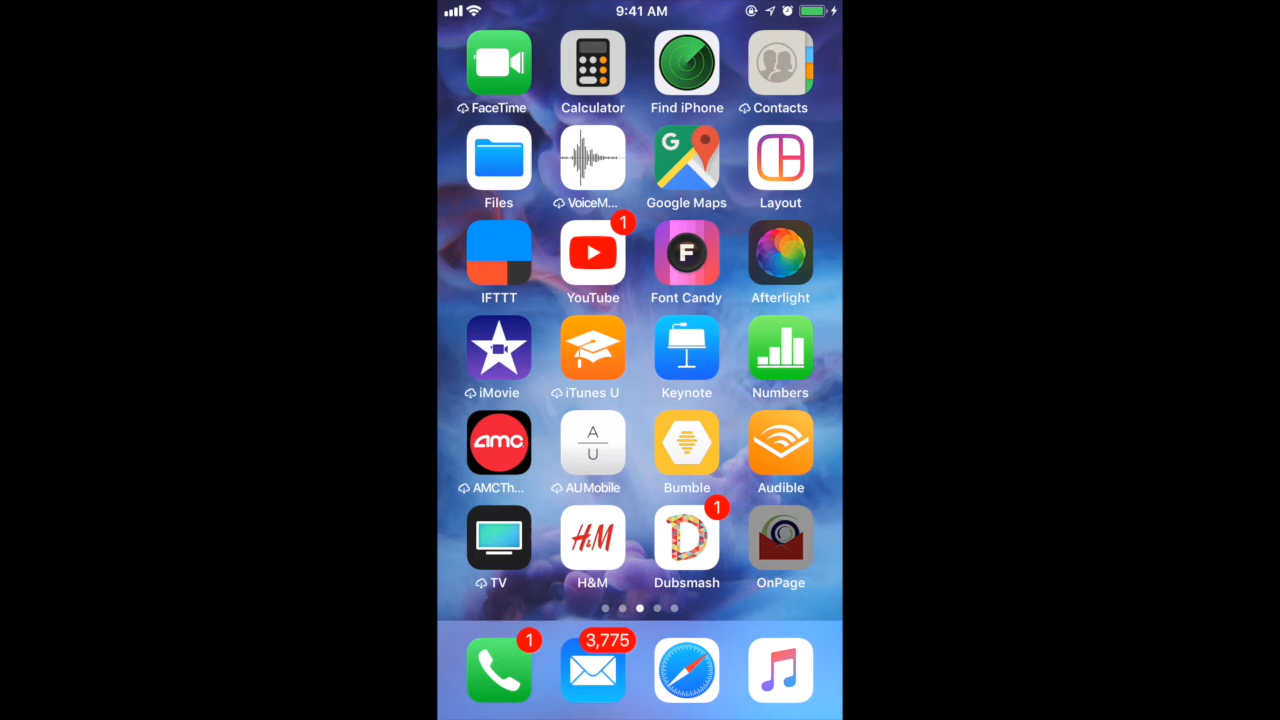 9:41 AM
FaceTime Calculator Find iPhone Contacts
G
Files VoiceM... Google Maps Layout
1
F
IFTTT YouTube Font Candy Afterlight
iMovie iTunes U Keynote Numbers
amc A U
AMCTh... AUMobile Bumble Audible
1
H&M D
TV H&M Dubsmash OnPage
1 3,775